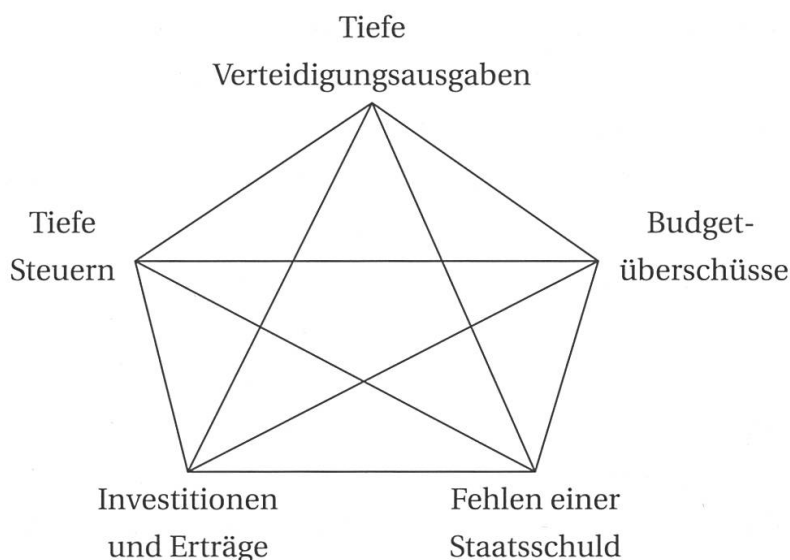 Tiefe
Verteidigungsausgaben
Tiefe
Steuern
Budget-
überschüsse
Investitionen
und Erträge
Fehlen einer
Staatsschuld